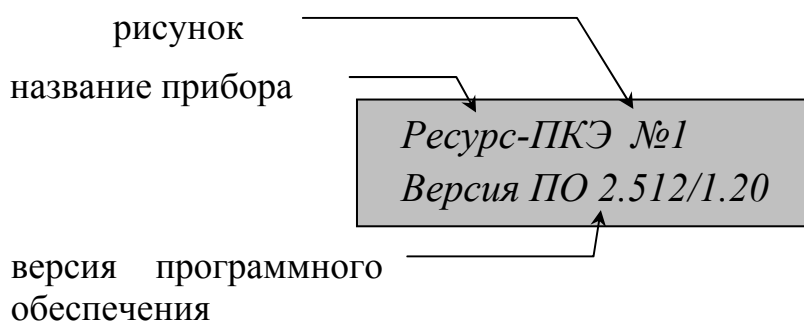 рисунок
название прибора
Ресурс-ПКЭ №1
Версия ПО 2.512/1.20
версия программного
обеспечения